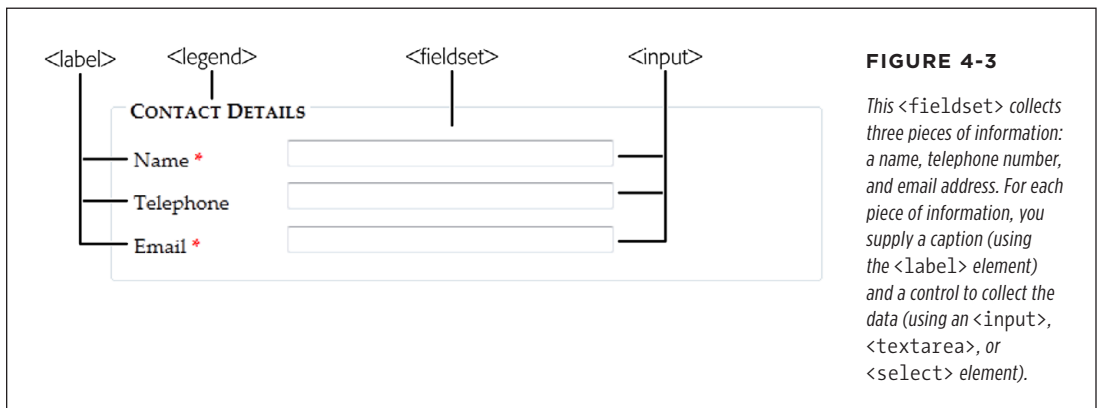 <label> <legend> <fieldset> <input>
CONTACT DETAILS
Name *
Telephone
Email *
FIGURE 4-3
This <fieldset> collects
three pieces of information:
a name, telephone number,
and email address. For each
piece of information, you
supply a caption (using
the <label> element)
and a control to collect the
data (using an <input>,
<textarea>, or
<select> element).